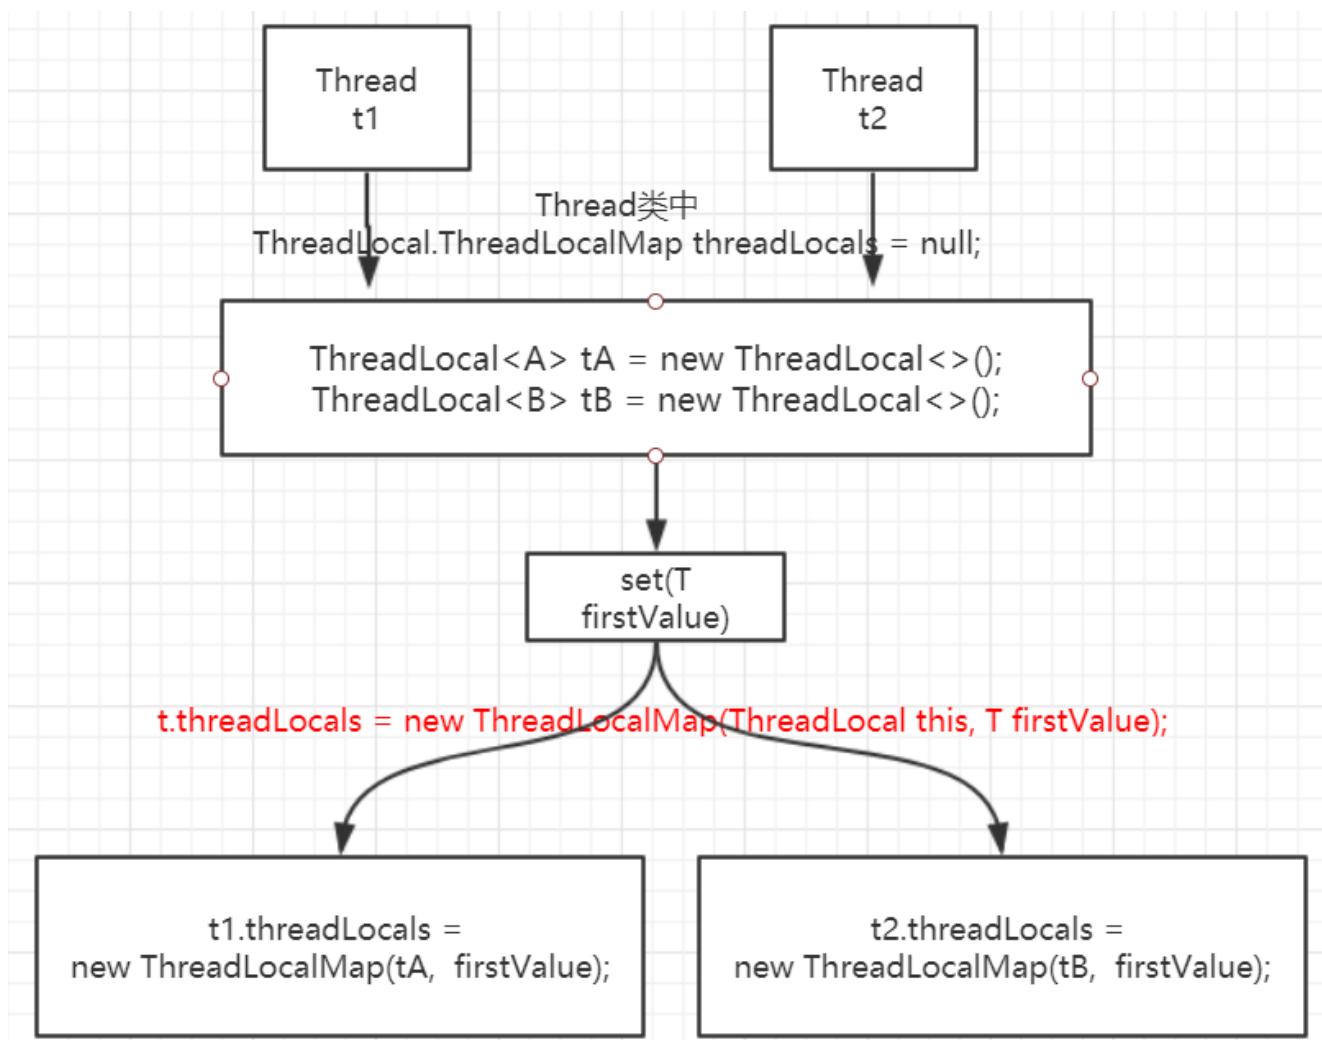 Thread
t1
Thread
t2
Thread类中
ThreadLocal.ThreadLocalMap threadLocals = null;
ThreadLocal<A> tA = new ThreadLocal<>();
ThreadLocal<B> tB = new ThreadLocal<>();
set(T
firstValue)
t.threadLocals = new ThreadLocalMap(ThreadLocal this, T firstValue);
t1.threadLocals =
new ThreadLocalMap(tA, firstValue);
t2.threadLocals =
new ThreadLocalMap(tB, firstValue);